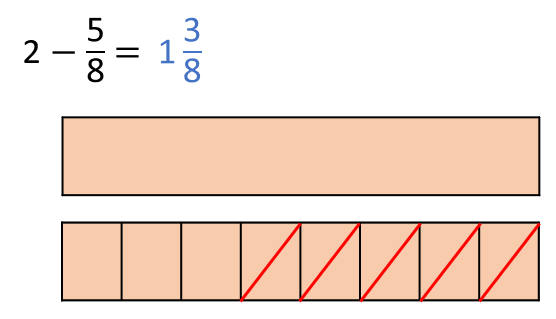 2 − 5/8 = 1 3/8